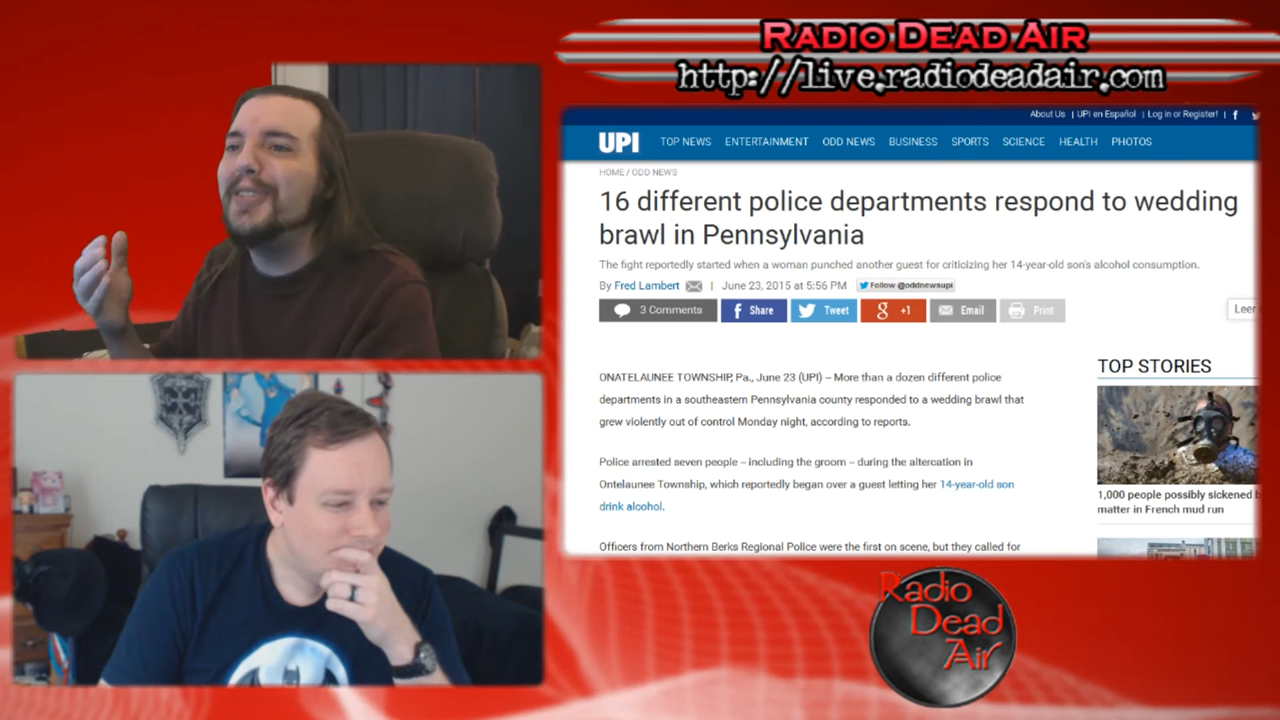 RADIO DEAD AIR
http://live.radiodeadair.com
About Us | UPI en Español | Log in or Register! |
UPI TOP NEWS ENTERTAINMENT ODD NEWS BUSINESS SPORTS SCIENCE HEALTH PHOTOS
HOME / ODD NEWS
16 different police departments respond to wedding
brawl in Pennsylvania
The fight reportedly started when a woman punched another guest for criticizing her 14-year-old son's alcohol consumption.
By Fred Lambert | June 23, 2015 at 5:56 PM Follow @oddnewsupi
3 Comments Share Tweet +1 Email Print
Leer
ONATELAUNEE TOWNSHIP, Pa., June 23 (UPI) – More than a dozen different police
departments in a southeastern Pennsylvania county responded to a wedding brawl that
grew violently out of control Monday night, according to reports.
Police arrested seven people – including the groom – during the altercation in
Ontelaunee Township, which reportedly began over a guest letting her 14-year-old son
drink alcohol.
Officers from Northern Berks Regional Police were the first on scene, but they called for
TOP STORIES
1,000 people possibly sickened b
matter in French mud run
Radio
Dead
Air